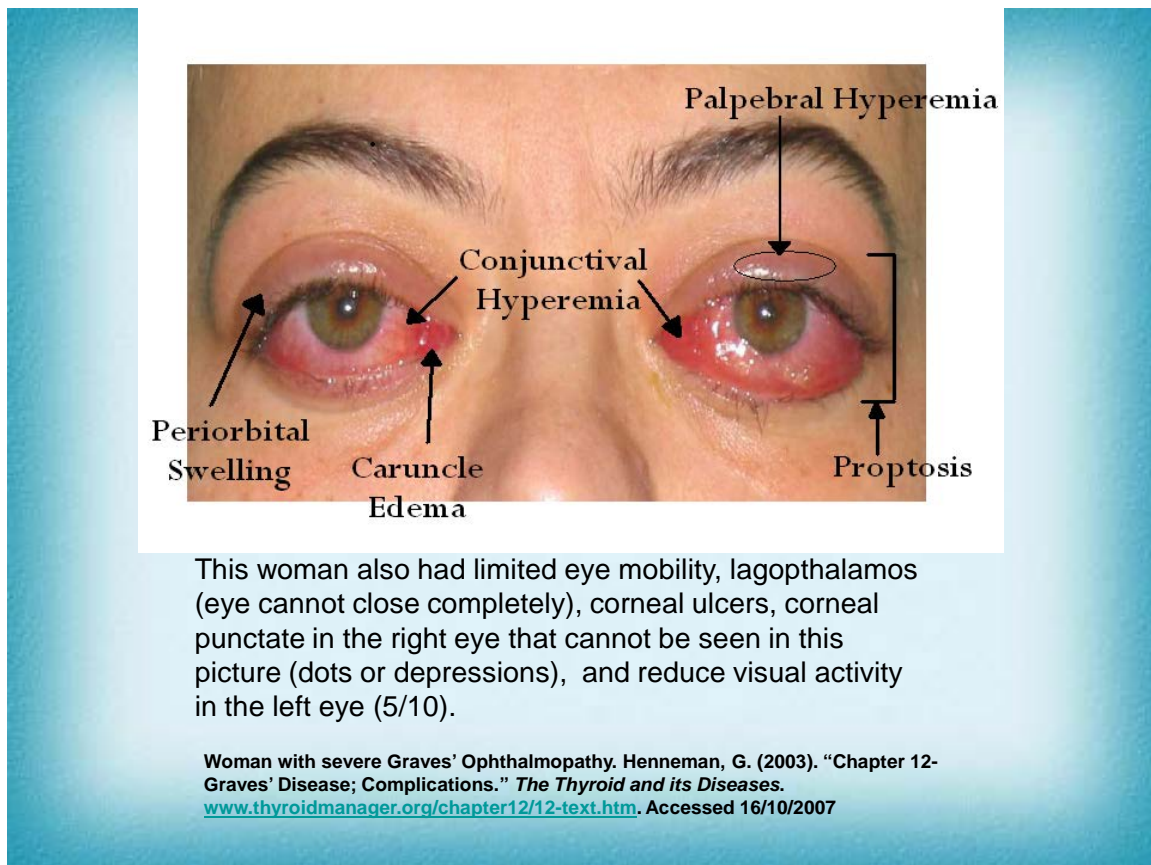 Palpebral Hyperemia
Conjunctival
Hyperemia
Periorbital
Swelling
Caruncle
Edema
Proptosis
This woman also had limited eye mobility, lagopthalamos
(eye cannot close completely), corneal ulcers, corneal
punctate in the right eye that cannot be seen in this
picture (dots or depressions),  and reduce visual activity
in the left eye (5/10).
Woman with severe Graves’ Ophthalmopathy. Henneman, G. (2003). “Chapter 12-
Graves’ Disease; Complications.” The Thyroid and its Diseases.
www.thyroidmanager.org/chapter12/12-text.htm. Accessed 16/10/2007